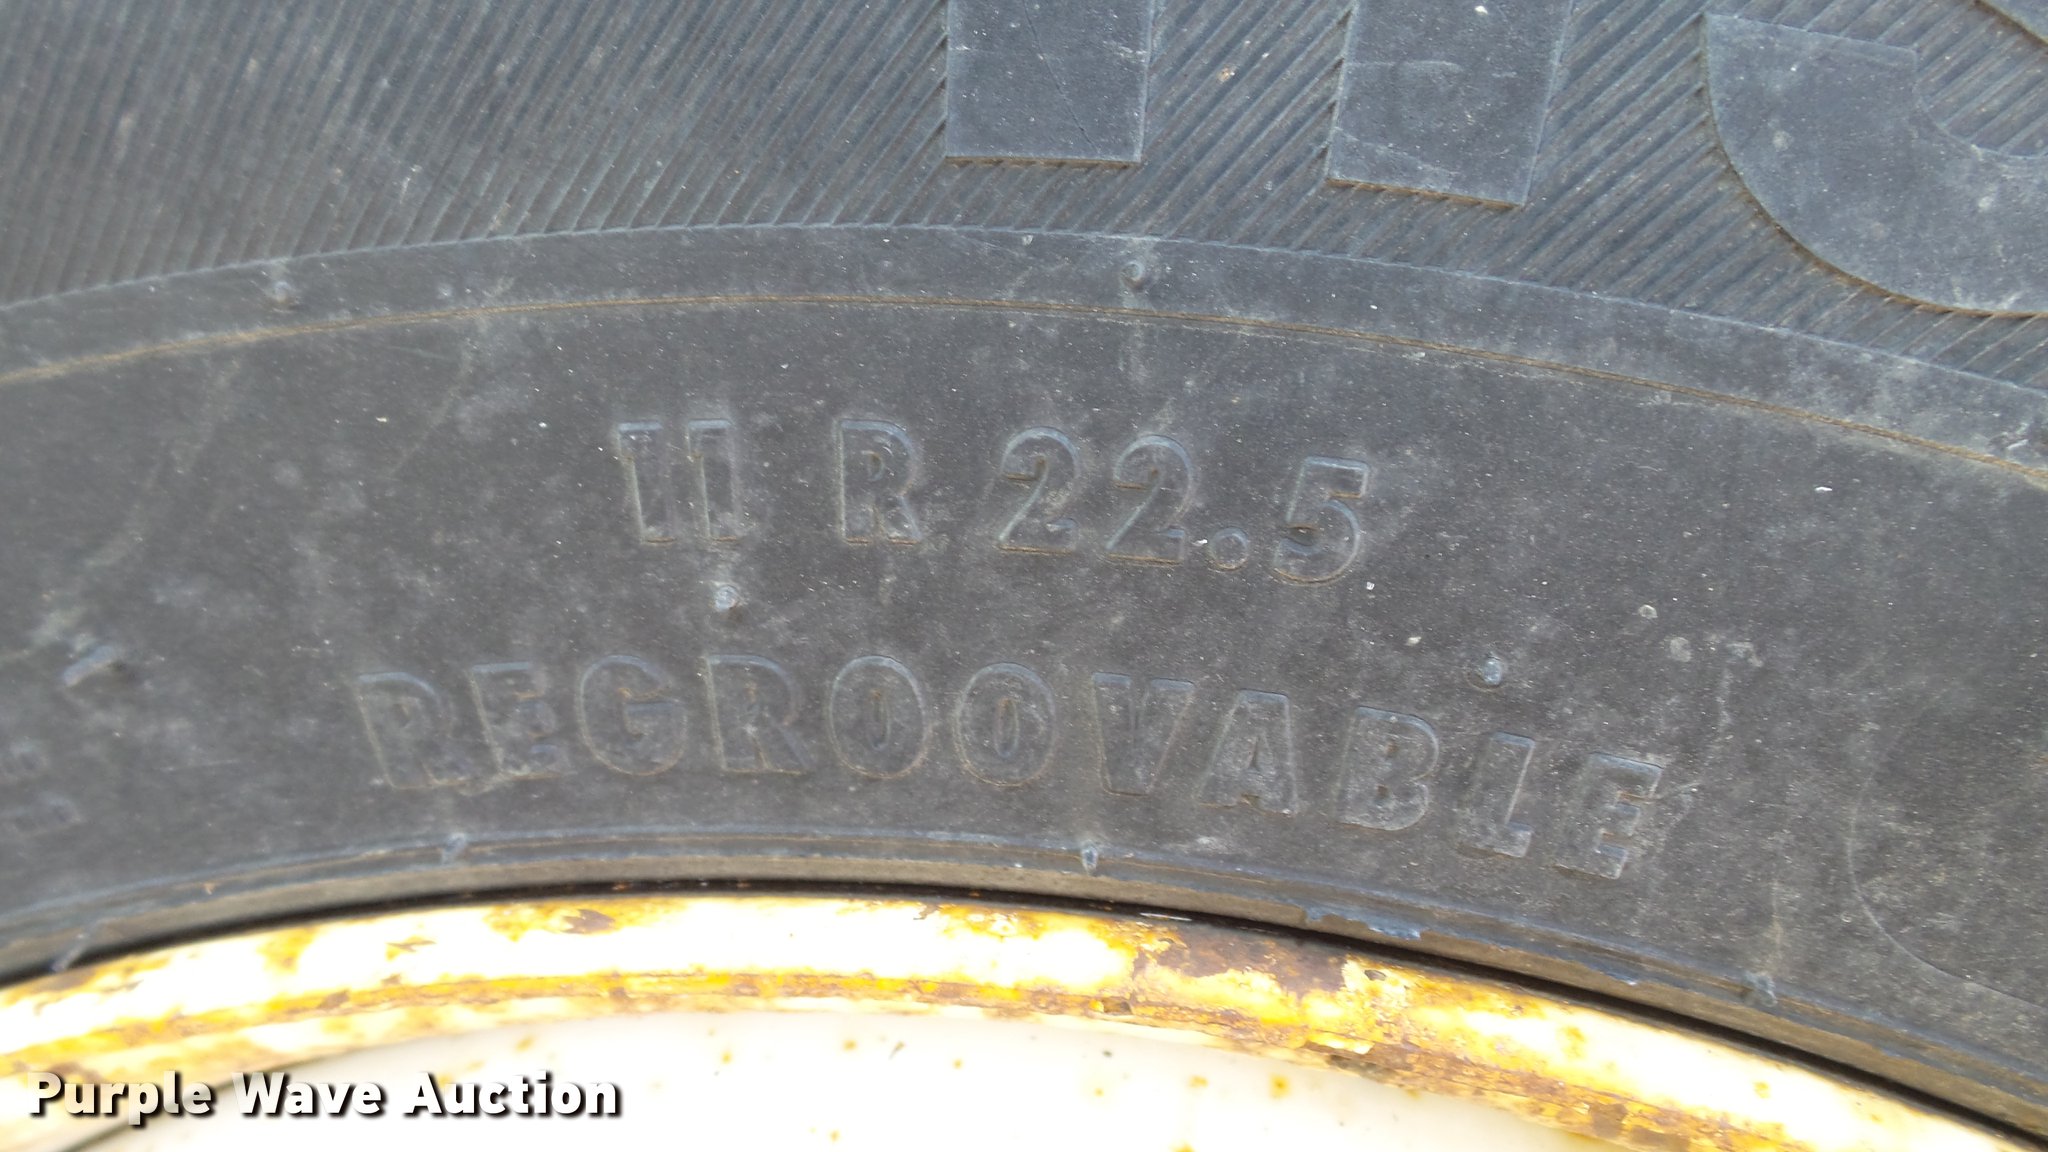 11 R 22.5
REGROOVABLE
Purple Wave Auction